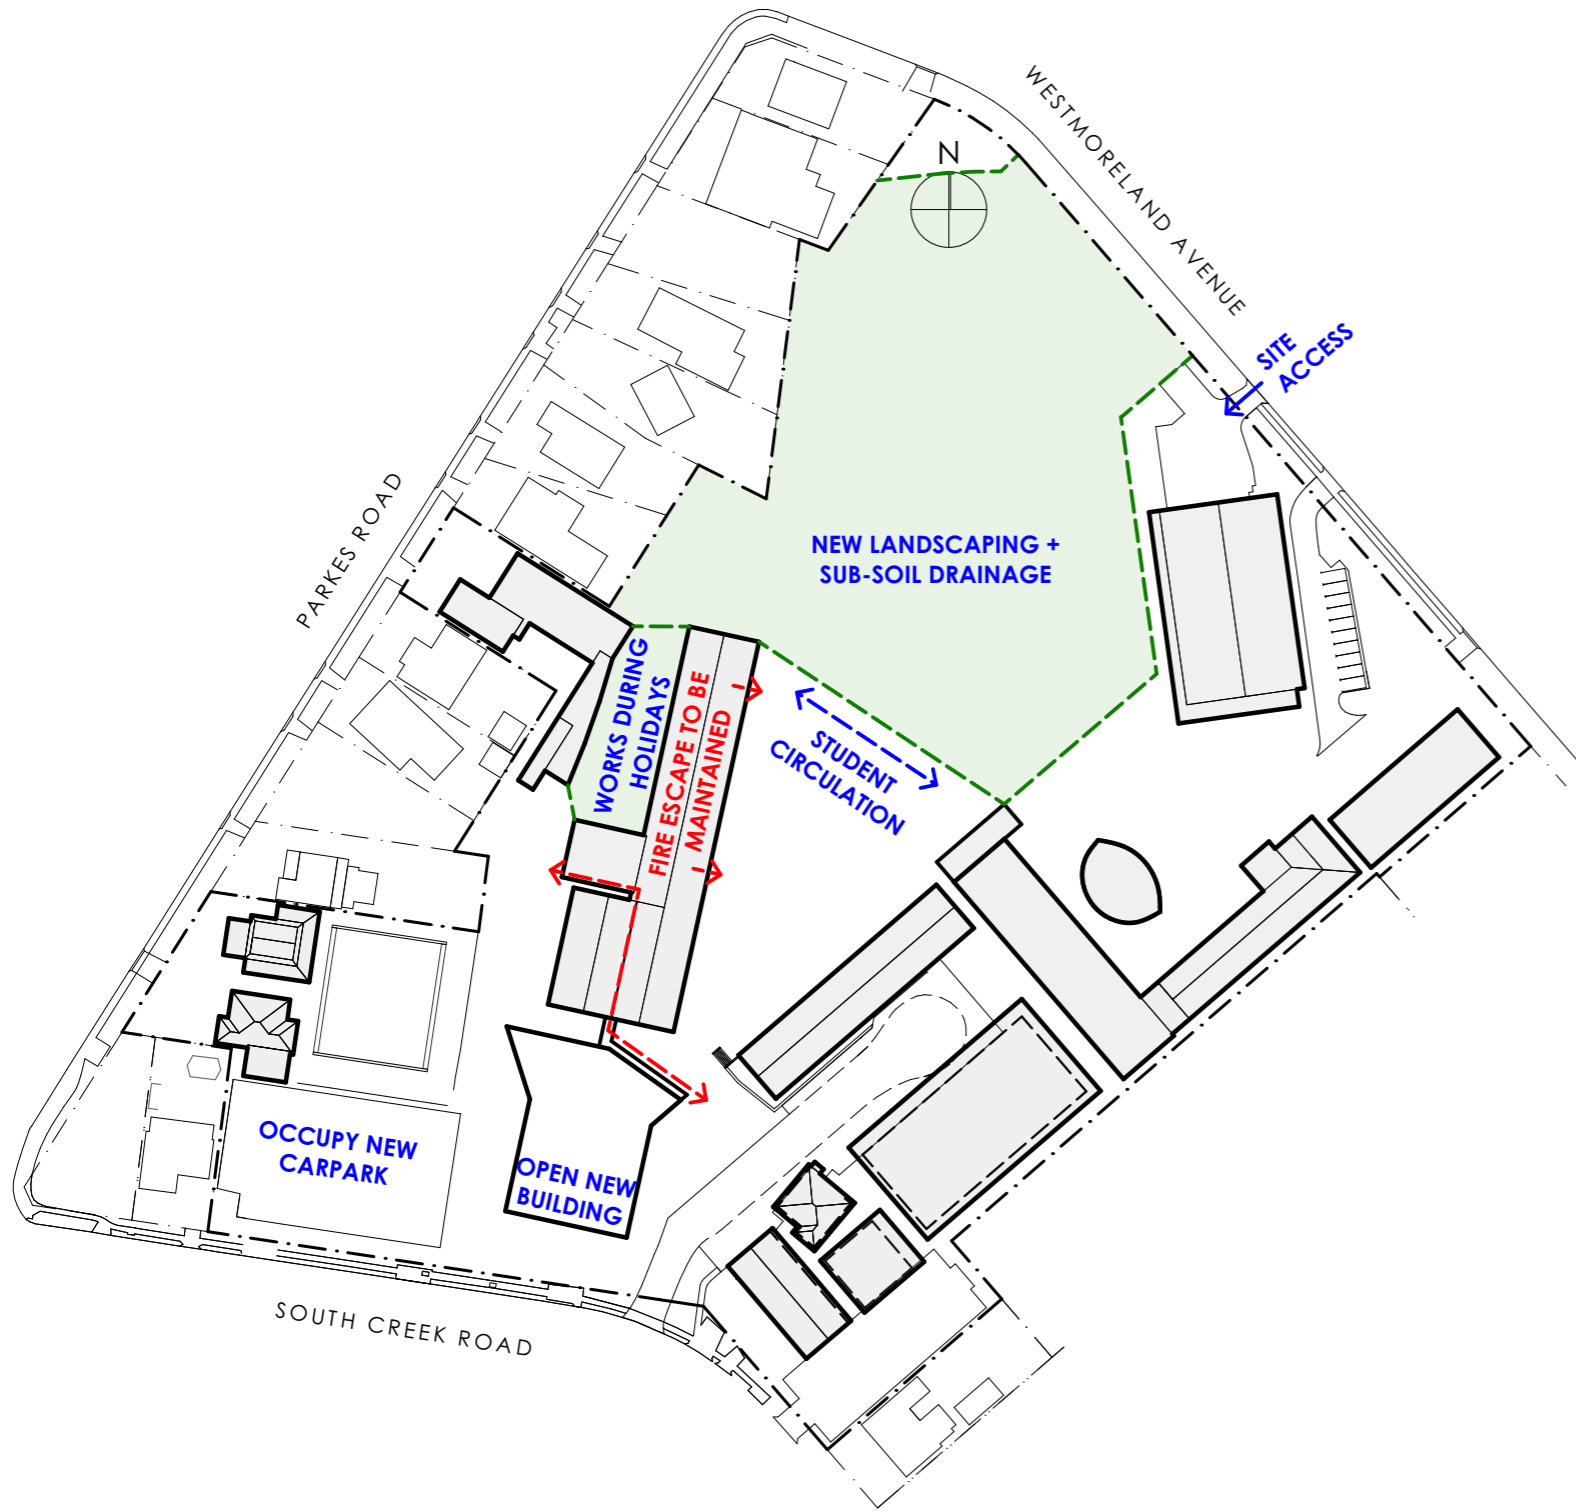 WESTMORELAND AVENUE
N
SITE
ACCESS
PARKES ROAD
NEW LANDSCAPING +
SUB-SOIL DRAINAGE
WORKS DURING
HOLIDAYS
FIRE ESCAPE TO BE
MAINTAINED
STUDENT
CIRCULATION
OCCUPY NEW
CARPARK
OPEN NEW
BUILDING
SOUTH CREEK ROAD